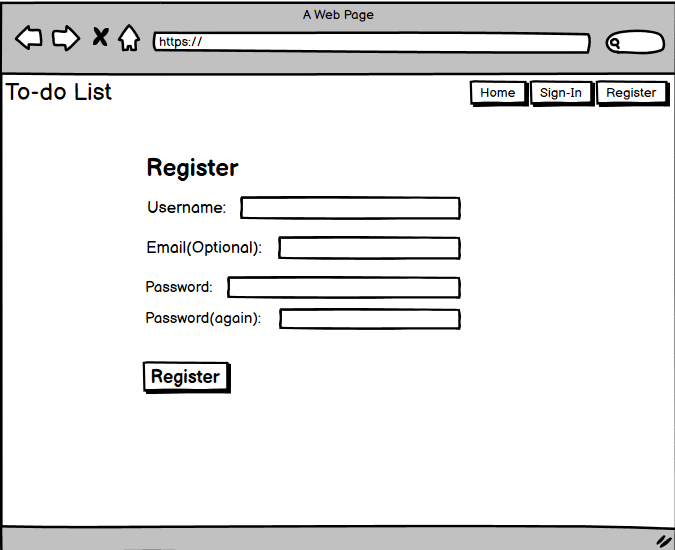 A Web Page
https://
To-do List
Home Sign-In Register
Register
Username:
Email(Optional):
Password:
Password(again):
Register